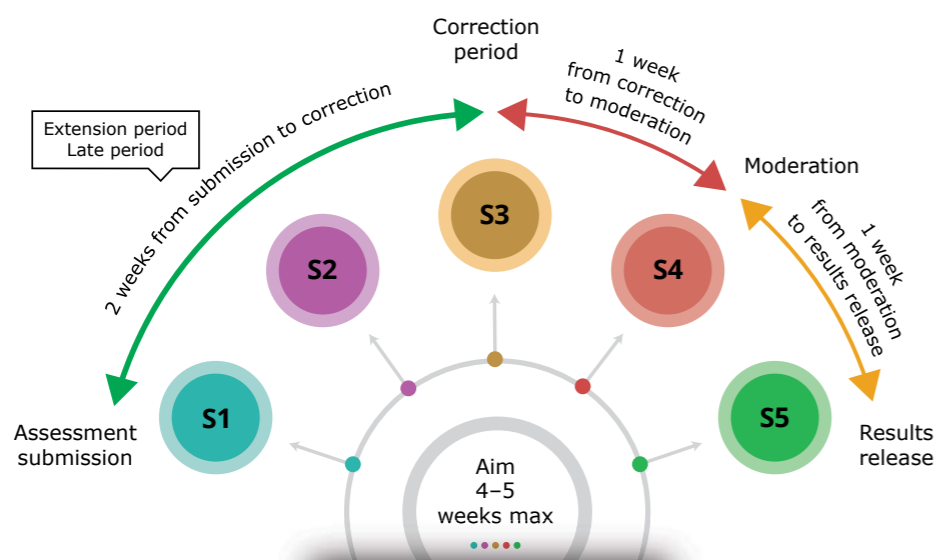 Correction
period
1 week
from correction
to moderation
Extension period
Late period
2 weeks from submission to correction
Moderation
1 week
from moderation
to results release
S3
S2
S4
S1
S5
Assessment
submission
Results
release
Aim
4–5
weeks max